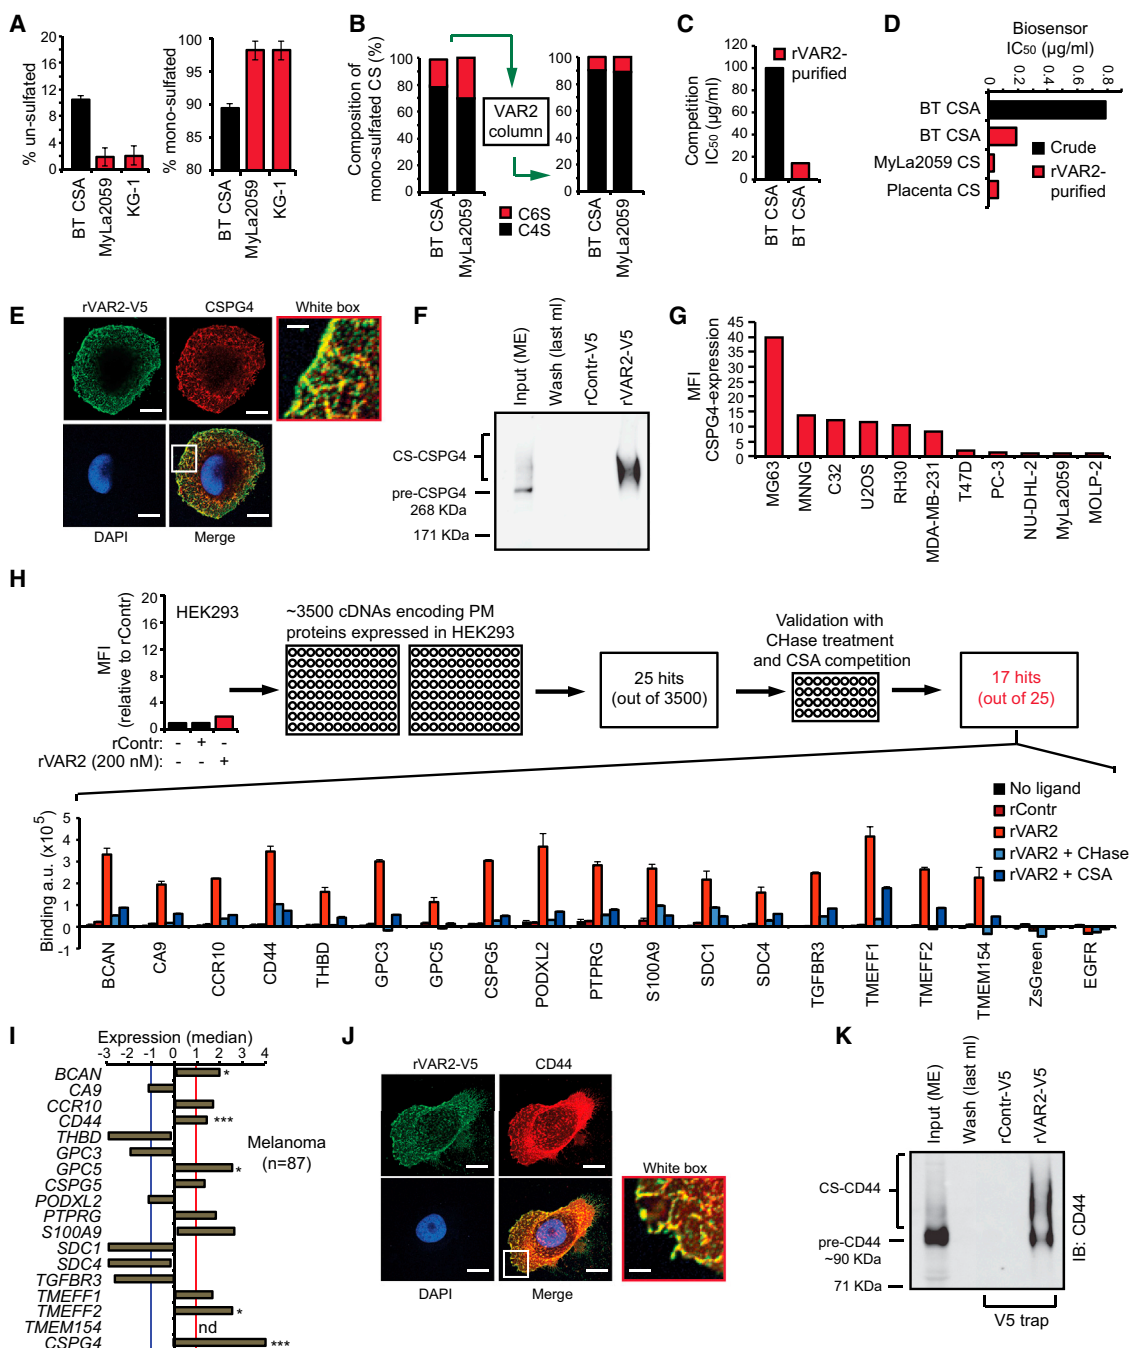 A
% un-sulfated
20
16
12
8
4
0
BT CSA
MyLa2059
KG-1
% mono-sulfated
100
95
90
85
80
BT CSA
MyLa2059
KG-1
B
Composition of
mono-sulfated CS (%)
100
80
60
40
20
0
BT CSA
MyLa2059
VAR2
column
100
80
60
40
20
0
BT CSA
MyLa2059
C6S
C4S
C
Competition
IC50 (µg/ml)
120
100
80
60
40
20
0
rVAR2-
purified
BT CSA
BT CSA
D
Biosensor
IC50 (µg/ml)
0
0.2
0.4
0.6
0.8
BT CSA
BT CSA
MyLa2059 CS
Placenta CS
Crude
rVAR2-
purified
E
rVAR2-V5
CSPG4
White box
DAPI
Merge
F
Input (ME)
Wash (last ml)
rContr-V5
rVAR2-V5
CS-CSPG4
pre-CSPG4
268 KDa
171 KDa
G
MFI
CSPG4-expression
45
40
35
30
25
20
15
10
5
0
MG63
MNNG
C32
U2OS
RH30
MDA-MB-231
T47D
PC-3
NU-DHL-2
MyLa2059
MOLP-2
H
MFI
(relative to rContr)
20
16
12
8
4
0
HEK293
rContr: - + -
rVAR2 (200 nM): - - +
~3500 cDNAs encoding PM
proteins expressed in HEK293
25 hits
(out of 3500)
Validation with
CHase treatment
and CSA competition
17 hits
(out of 25)
No ligand
rContr
rVAR2
rVAR2 + CHase
rVAR2 + CSA
Binding a.u. (x10⁵)
5
4
3
2
1
0
-1
BCAN
CA9
CCR10
CD44
THBD
GPC3
GPC5
CSPG5
PODXL2
PTPRG
S100A9
SDC1
SDC4
TGFBR3
TMEFF1
TMEFF2
TMEM154
ZsGreen
EGFR
I
Expression (median)
-3 -2 -1 0 1 2 3 4
BCAN *
CA9
CCR10
CD44 ***
THBD
GPC3
GPC5 *
CSPG5
PODXL2
PTPRG
S100A9
SDC1
SDC4
TGFBR3
TMEFF1
TMEFF2 *
TMEM154 nd
CSPG4 ***
Melanoma
(n=87)
J
rVAR2-V5
CD44
White box
DAPI
Merge
K
Input (ME)
Wash (last ml)
rContr-V5
rVAR2-V5
CS-CD44
pre-CD44
~90 KDa
71 KDa
IB: CD44
V5 trap